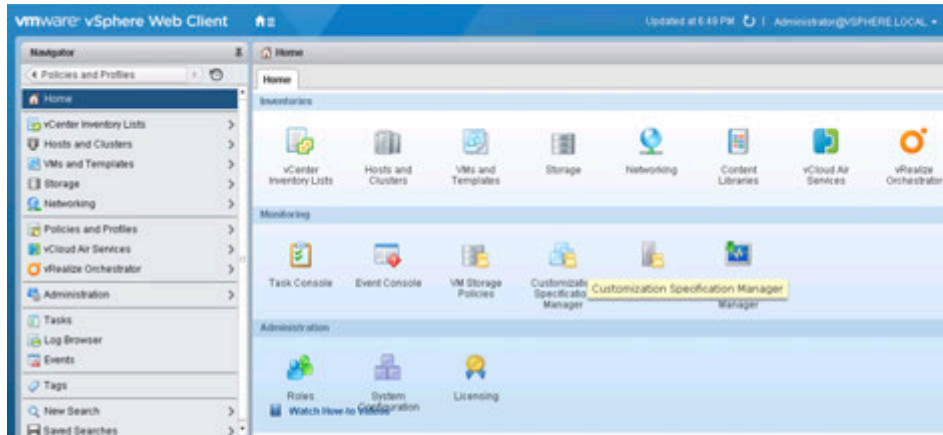 vmware vSphere Web Client
Updated at 6:49 PM | Administrator@VSPHERE.LOCAL
Navigator
Home
Policies and Profiles
Home
Home
Inventories
vCenter Inventory Lists
Hosts and Clusters
VMs and Templates
Storage
Networking
Policies and Profiles
vCloud Air Services
vRealize Orchestrator
Administration
Tasks
Log Browser
Events
Tags
New Search
Saved Searches
vCenter
Inventory Lists
Hosts and
Clusters
VMs and
Templates
Storage
Networking
Content
Libraries
vCloud Air
Services
vRealize
Orchestrator
Monitoring
Task Console
Event Console
VM Storage
Policies
Customizati
Specificatio
Manager
Customization Specification Manager
Manager
Administration
Roles
System
Configuration
Licensing
Watch How-to Videos